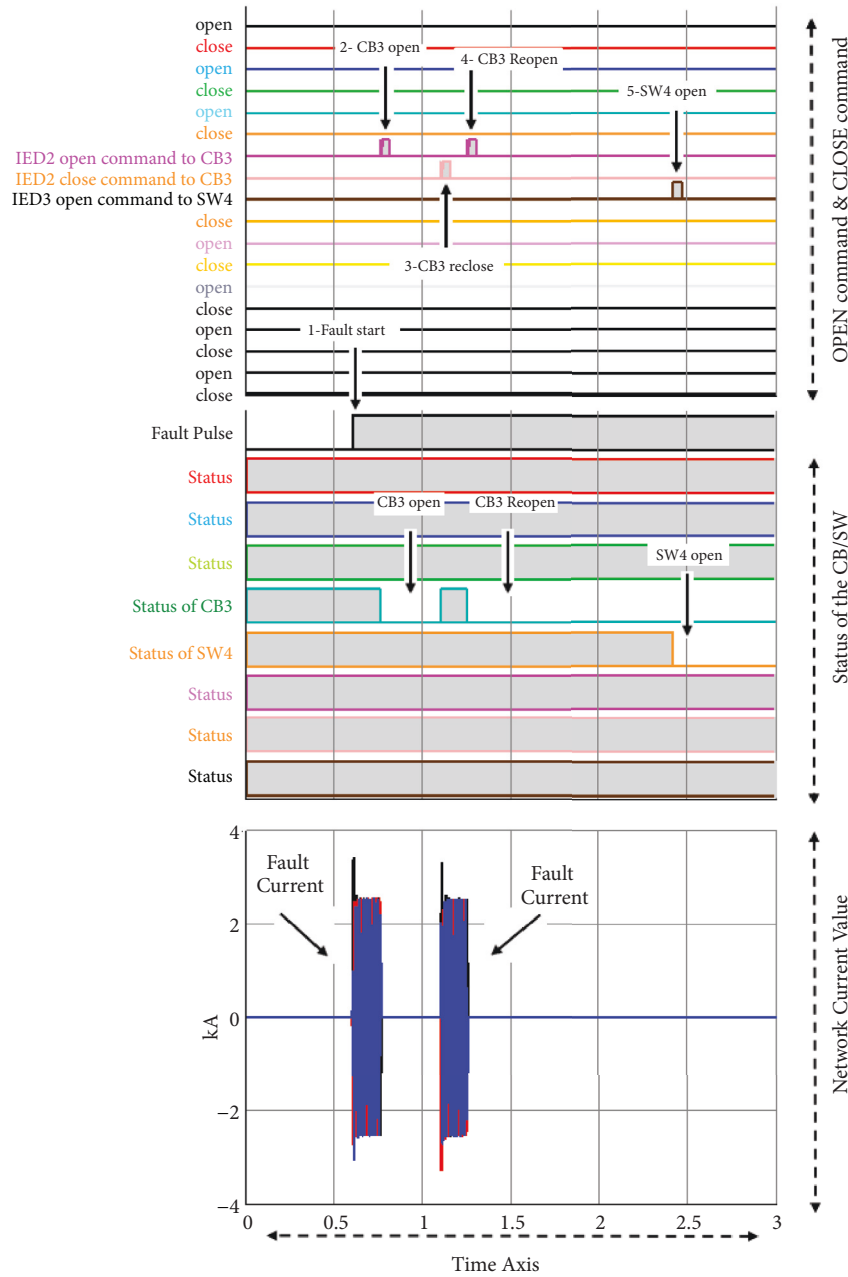 open
close
2- CB3 open
4- CB3 Reopen
open
close
5-SW4 open
open
close
IED2 open command to CB3
IED2 close command to CB3
IED3 open command to SW4
close
open
close
3-CB3 reclose
open
close
open
1-Fault start
close
open
close
OPEN command & CLOSE command
Fault Pulse
Status
CB3 open
CB3 Reopen
Status
Status
SW4 open
Status of CB3
Status of SW4
Status
Status
Status
Status of the CB/SW
4
Fault
Current
Fault
Current
2
0
kA
−2
−4
0
0.5
1
1.5
2
2.5
3
Time Axis
Network Current Value